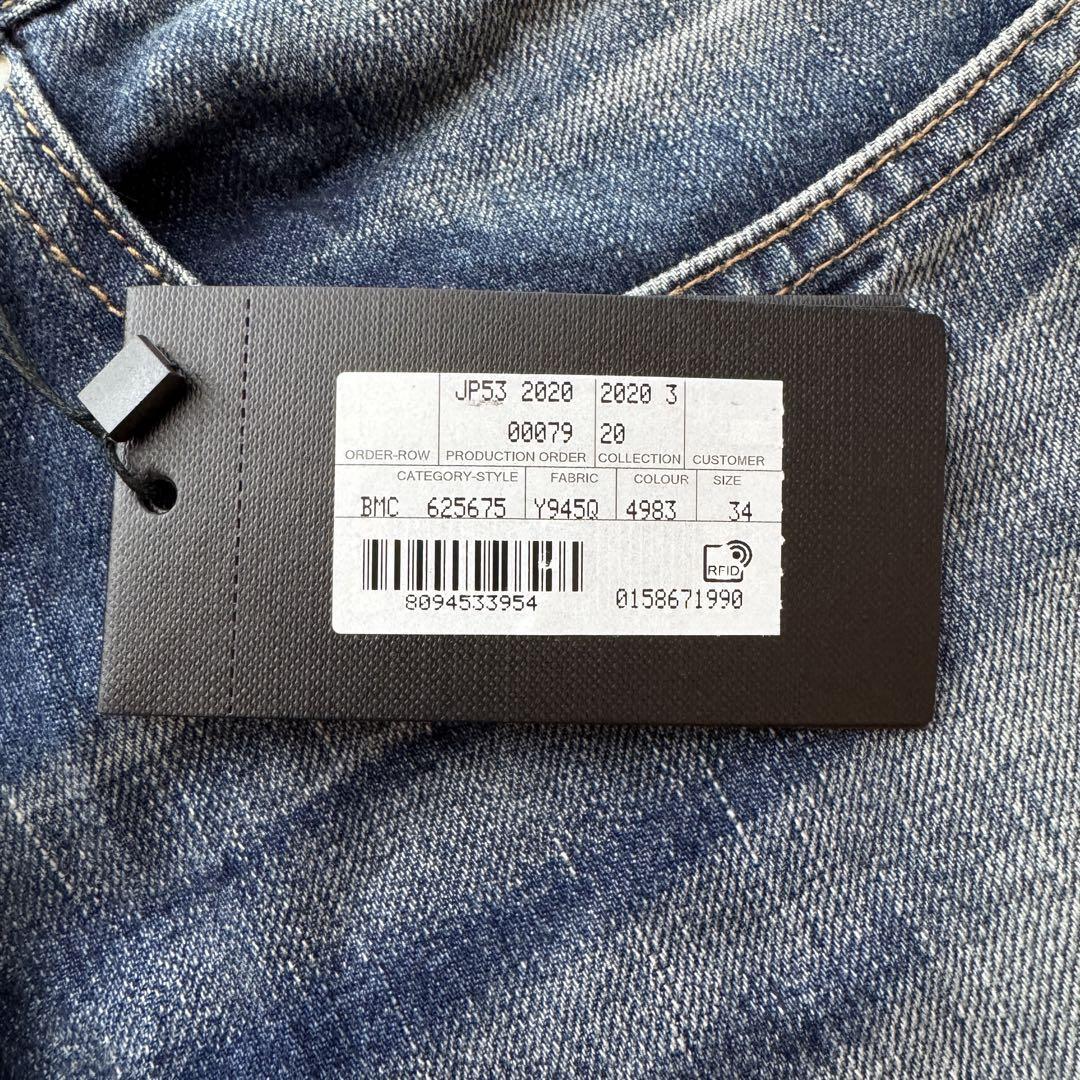 JP53 2020 2020 3
00079 20
ORDER-ROW PRODUCTION ORDER COLLECTION CUSTOMER
CATEGORY-STYLE FABRIC COLOUR SIZE
BMC 625675 Y945Q 4983 34
RFID
8094533954 0158671990